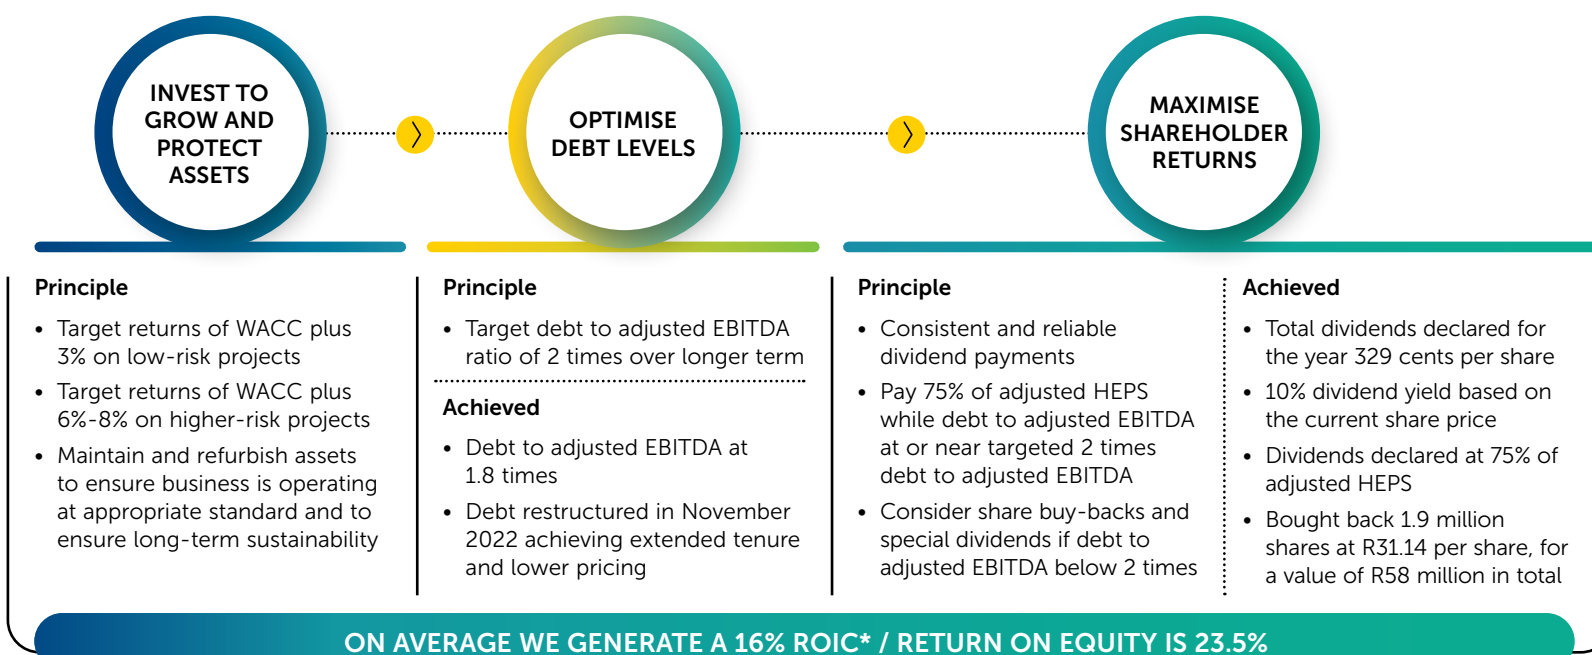 INVEST TO
GROW AND
PROTECT
ASSETS
OPTIMISE
DEBT LEVELS
MAXIMISE
SHAREHOLDER
RETURNS
Principle
• Target returns of WACC plus
3% on low-risk projects
• Target returns of WACC plus
6%-8% on higher-risk projects
• Maintain and refurbish assets
to ensure business is operating
at appropriate standard and to
ensure long-term sustainability
Principle
• Target debt to adjusted EBITDA
ratio of 2 times over longer term
Achieved
• Debt to adjusted EBITDA at
1.8 times
• Debt restructured in November
2022 achieving extended tenure
and lower pricing
Principle
• Consistent and reliable
dividend payments
• Pay 75% of adjusted HEPS
while debt to adjusted EBITDA
at or near targeted 2 times
debt to adjusted EBITDA
• Consider share buy-backs and
special dividends if debt to
adjusted EBITDA below 2 times
Achieved
• Total dividends declared for
the year 329 cents per share
• 10% dividend yield based on
the current share price
• Dividends declared at 75% of
adjusted HEPS
• Bought back 1.9 million
shares at R31.14 per share, for
a value of R58 million in total
ON AVERAGE WE GENERATE A 16% ROIC* / RETURN ON EQUITY IS 23.5%